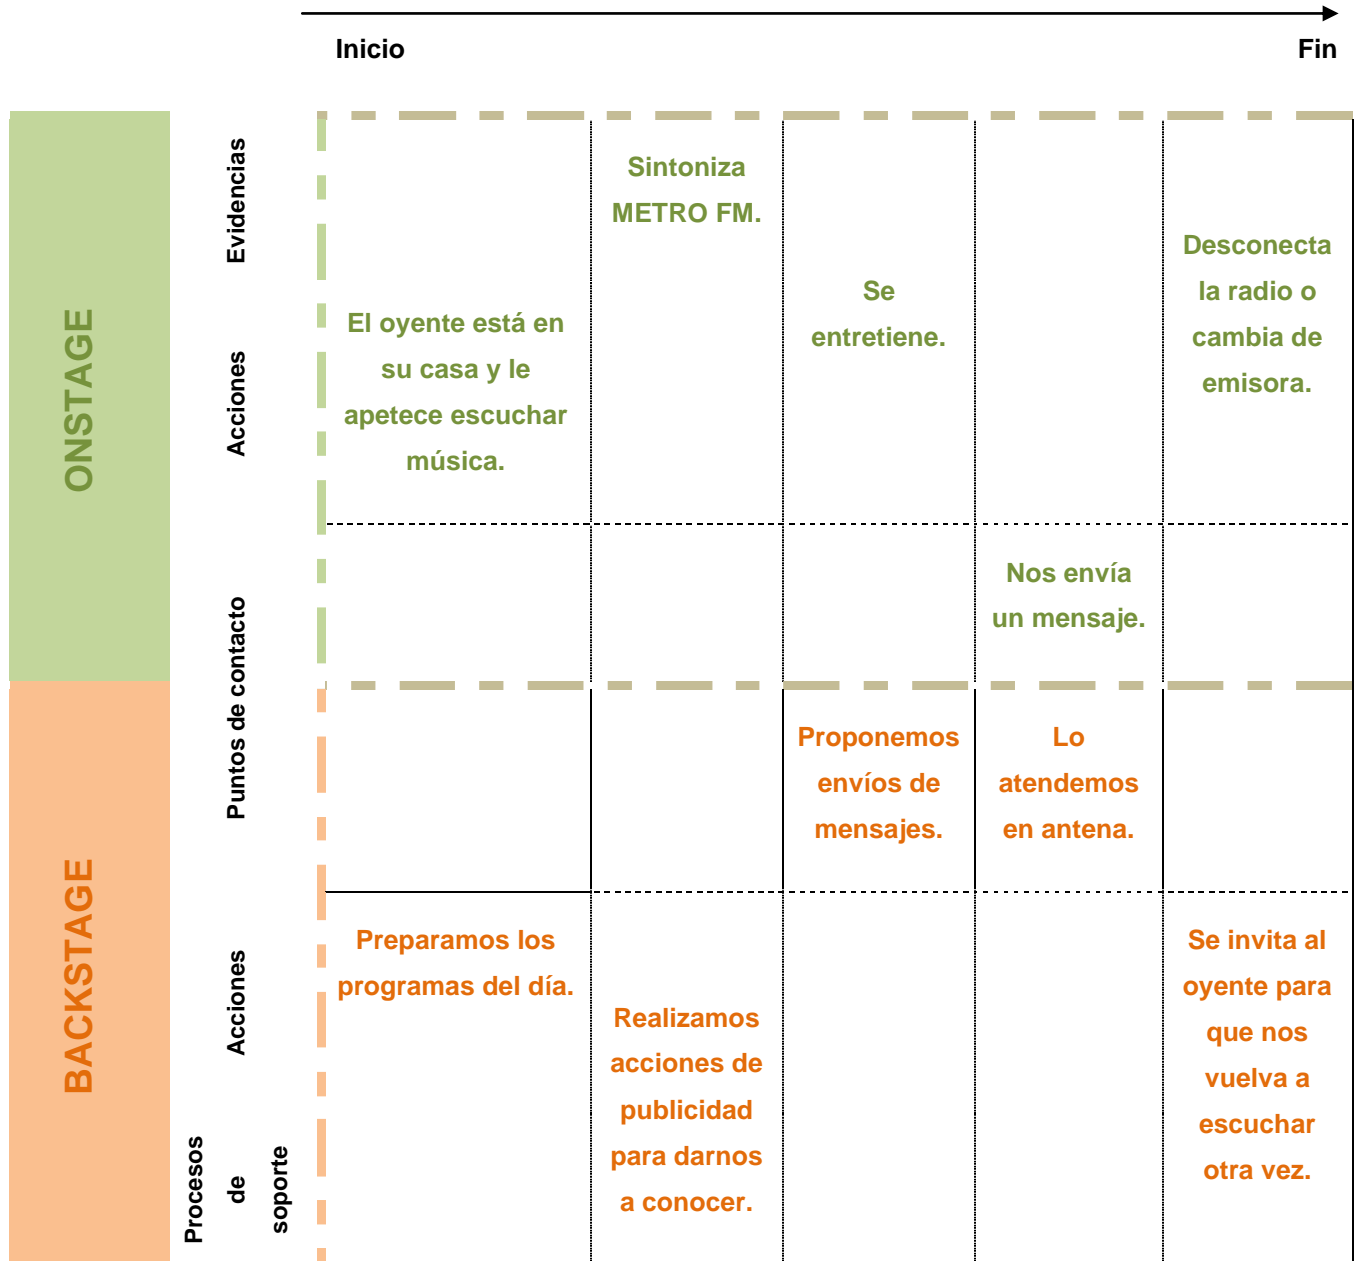 Inicio
Fin
ONSTAGE
Evidencias
Acciones
El oyente está en
su casa y le
apetece escuchar
música.
Sintoniza
METRO FM.
Se
entretiene.
Desconecta
la radio o
cambia de
emisora.
Puntos de contacto
Nos envía
un mensaje.
BACKSTAGE
Proponemos
envíos de
mensajes.
Lo
atendemos
en antena.
Acciones
Procesos
de
soporte
Preparamos los
programas del día.
Realizamos
acciones de
publicidad
para darnos
a conocer.
Se invita al
oyente para
que nos
vuelva a
escuchar
otra vez.